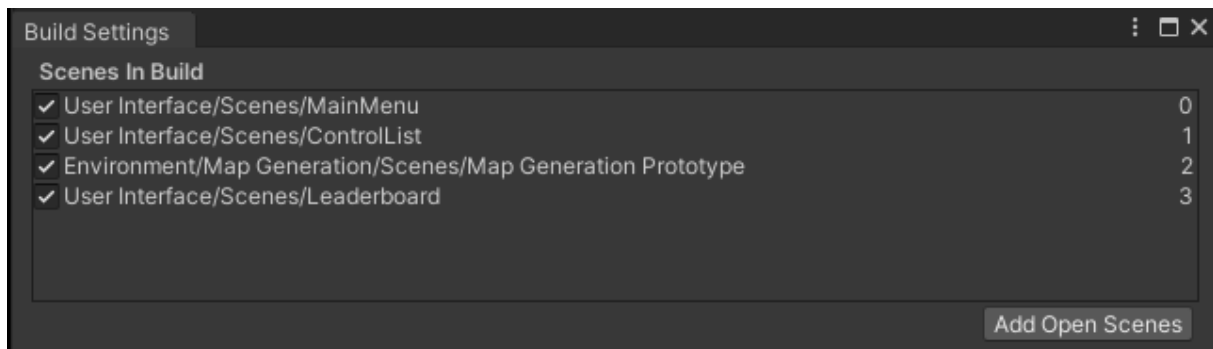 Build Settings
Scenes In Build
User Interface/Scenes/MainMenu 0
User Interface/Scenes/ControlList 1
Environment/Map Generation/Scenes/Map Generation Prototype 2
User Interface/Scenes/Leaderboard 3
Add Open Scenes